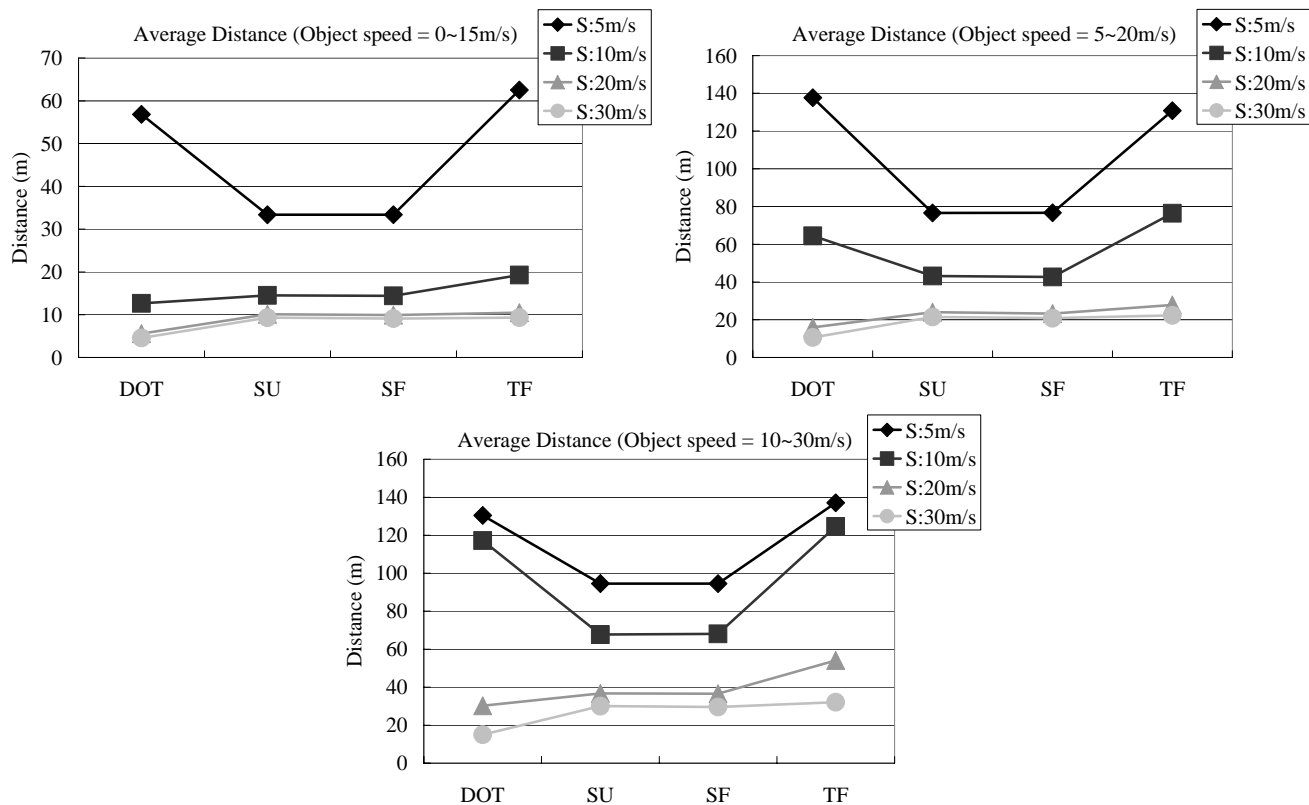 Average Distance (Object speed = 0~15m/s)
S:5m/s
S:10m/s
S:20m/s
S:30m/s
Distance (m)
70
60
50
40
30
20
10
0
DOT SU SF TF
Average Distance (Object speed = 5~20m/s)
S:5m/s
S:10m/s
S:20m/s
S:30m/s
Distance (m)
160
140
120
100
80
60
40
20
0
DOT SU SF TF
Average Distance (Object speed = 10~30m/s)
S:5m/s
S:10m/s
S:20m/s
S:30m/s
Distance (m)
160
140
120
100
80
60
40
20
0
DOT SU SF TF